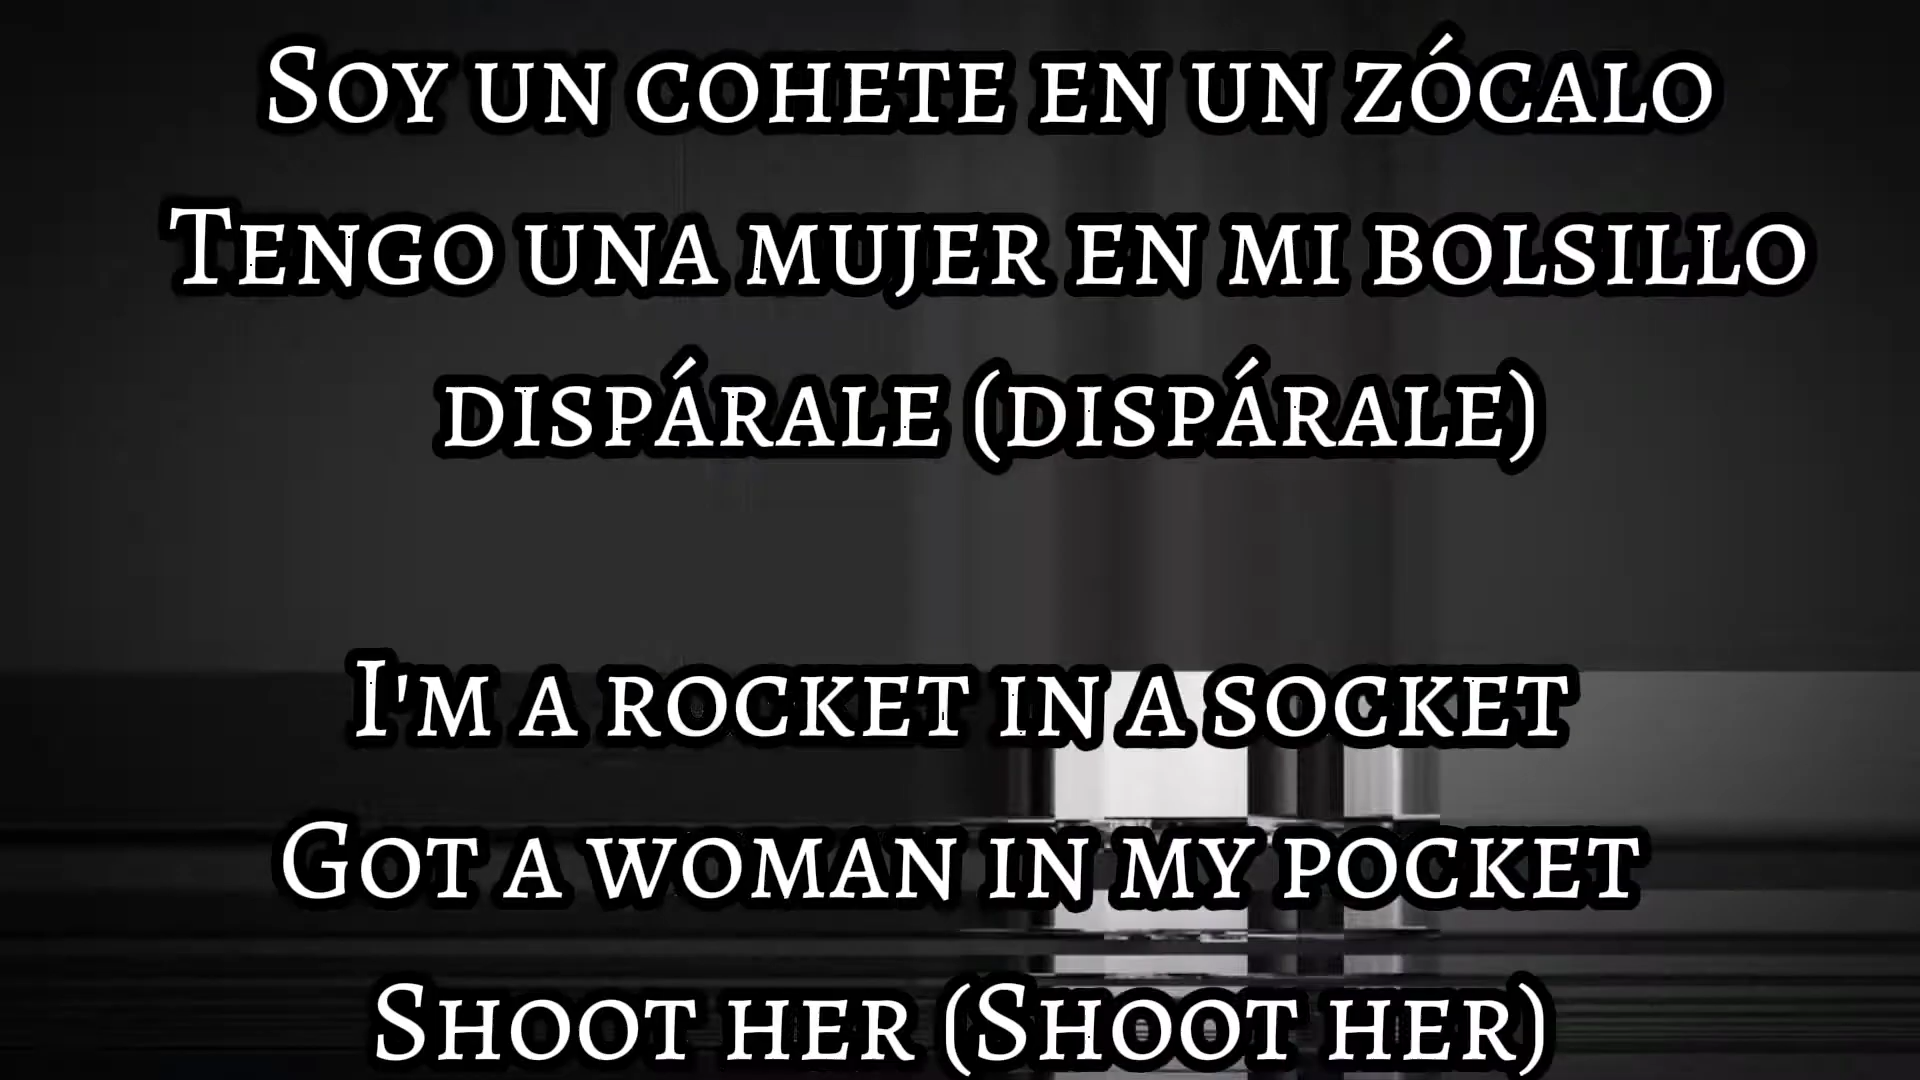 Soy un cohete en un zócalo
Tengo una mujer en mi bolsillo
dispárale (dispárale)
I'm a rocket in a socket
Got a woman in my pocket
Shoot her (Shoot her)